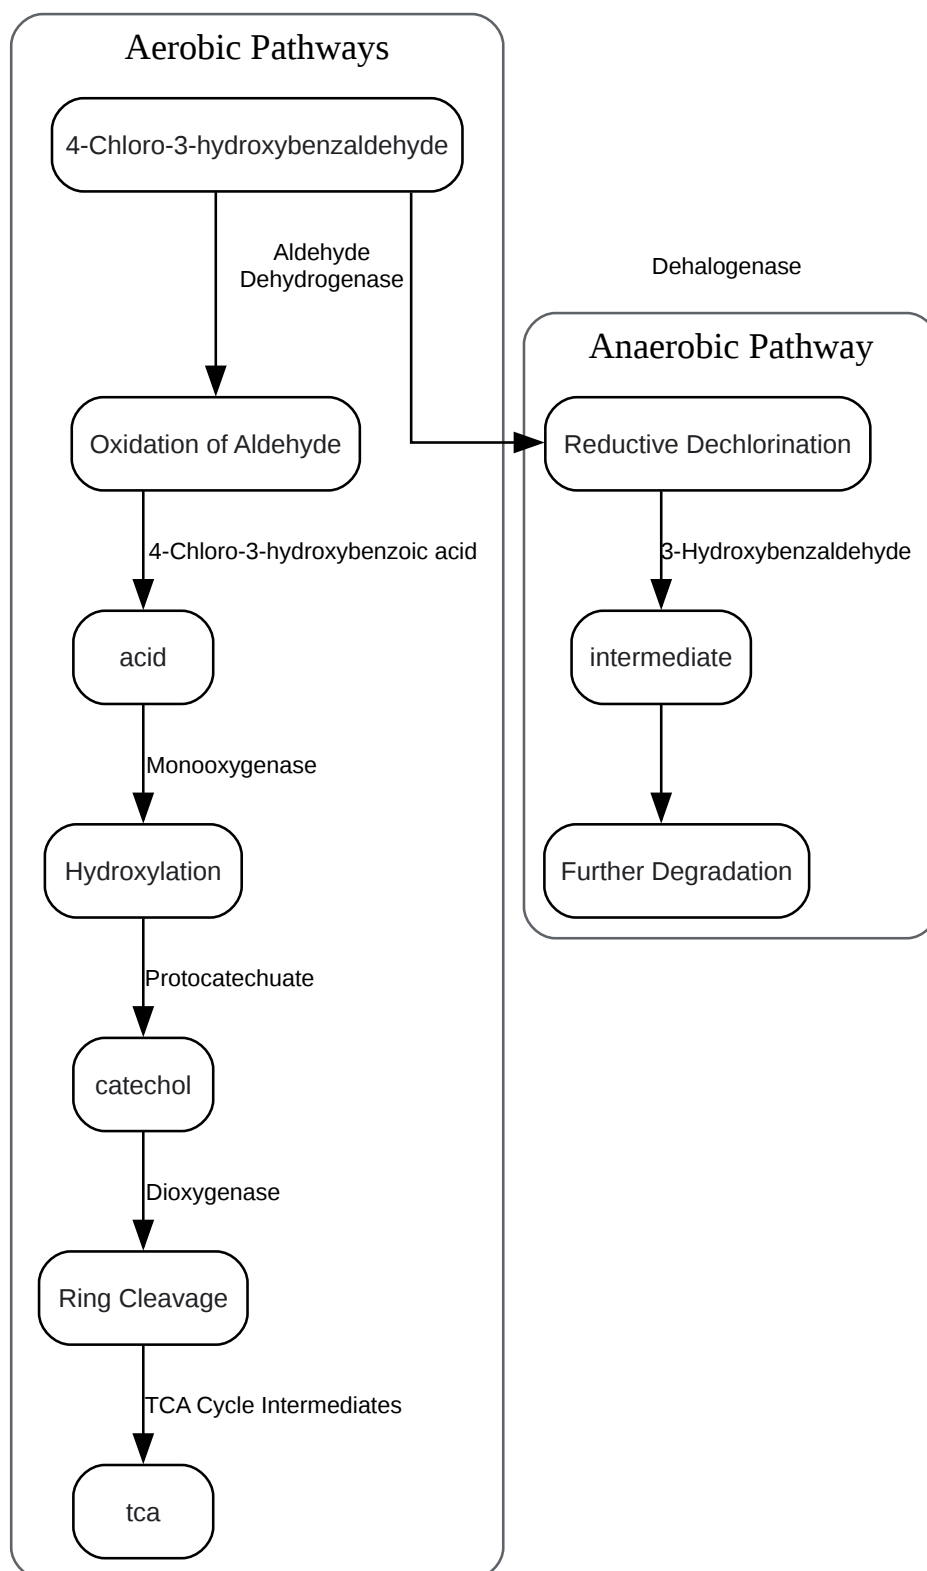 Aerobic Pathways
4-Chloro-3-hydroxybenzaldehyde
Aldehyde
Dehydrogenase
Dehalogenase
Anaerobic Pathway
Oxidation of Aldehyde
Reductive Dechlorination
4-Chloro-3-hydroxybenzoic acid
3-Hydroxybenzaldehyde
acid
intermediate
Monooxygenase
Hydroxylation
Further Degradation
Protocatechuate
catechol
Dioxygenase
Ring Cleavage
TCA Cycle Intermediates
tca